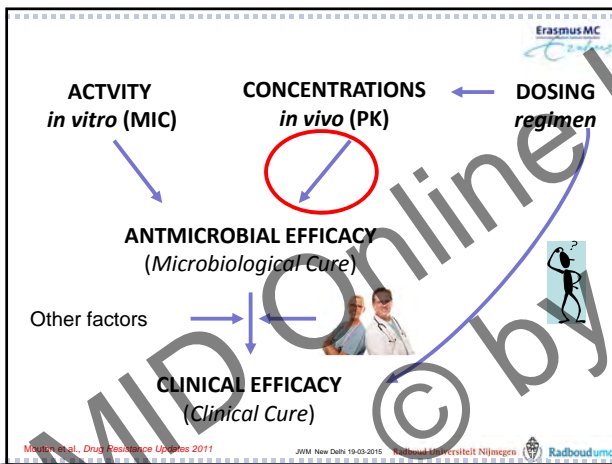 Erasmus MC
ACTVITY
in vitro (MIC)
CONCENTRATIONS
in vivo (PK)
DOSING
regimen
ANTMICROBIAL EFFICACY
(Microbiological Cure)
Other factors
CLINICAL EFFICACY
(Clinical Cure)
Mouton et al., Drug Resistance Updates 2011
JWM New Delhi 19-03-2015
Radboud Universiteit Nijmegen
Radboudumc
MID Online
© by